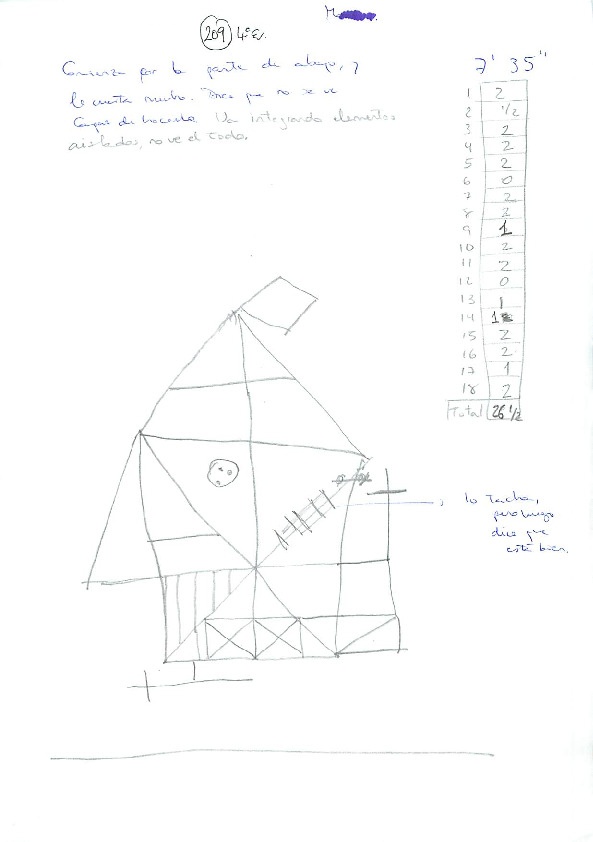 M
209 4ºE.
Comienza por la parte de abajo, y
le cuesta mucho. Dice que no se ve
capaz de hacerlo. Va integrando elementos
aislados, no ve el todo.
7' 35''
1 2
2 1/2
3 2
4 2
5 2
6 0
7 2
8 2
9 1
10 2
11 2
12 0
13 1
14 1
15 2
16 2
17 1
18 2
Total 26 1/2
lo tacha,
pero luego
dice que
está bien.